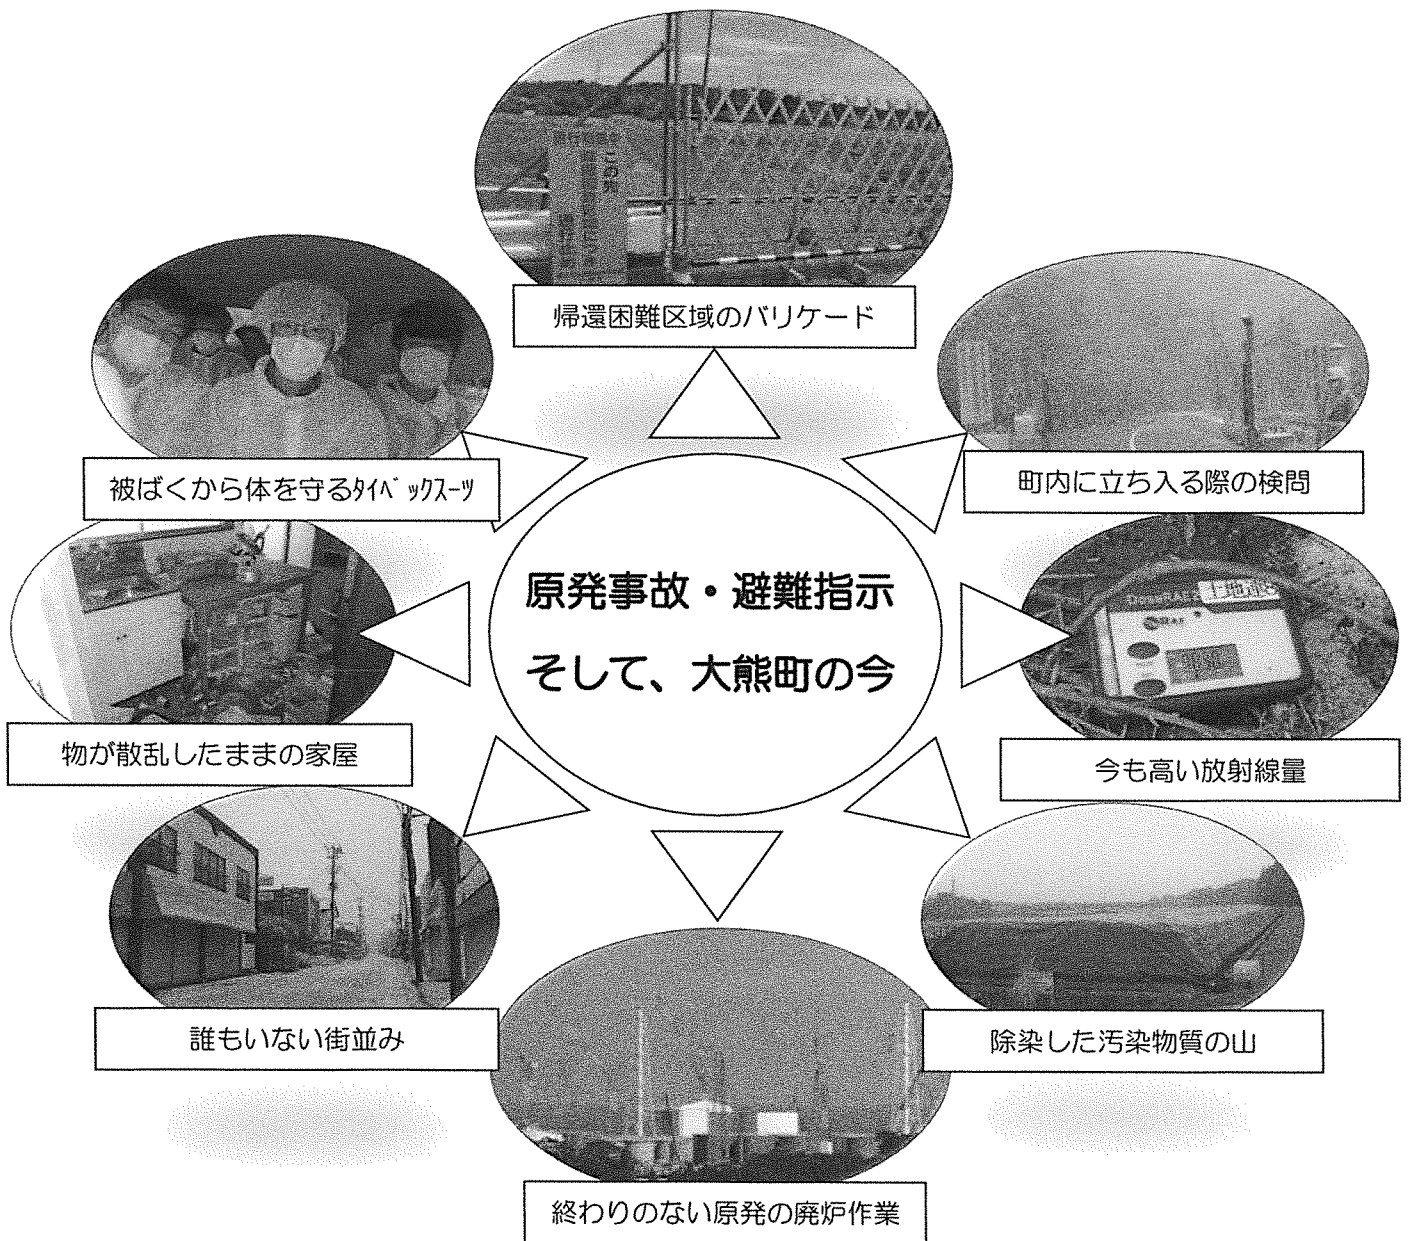 この先
帰還困難区域のバリケード
被ばくから体を守るﾀｲﾍﾞｯｸｽｰﾂ
町内に立ち入る際の検問
原発事故・避難指示
そして、大熊町の今
物が散乱したままの家屋
今も高い放射線量
誰もいない街並み
除染した汚染物質の山
終わりのない原発の廃炉作業